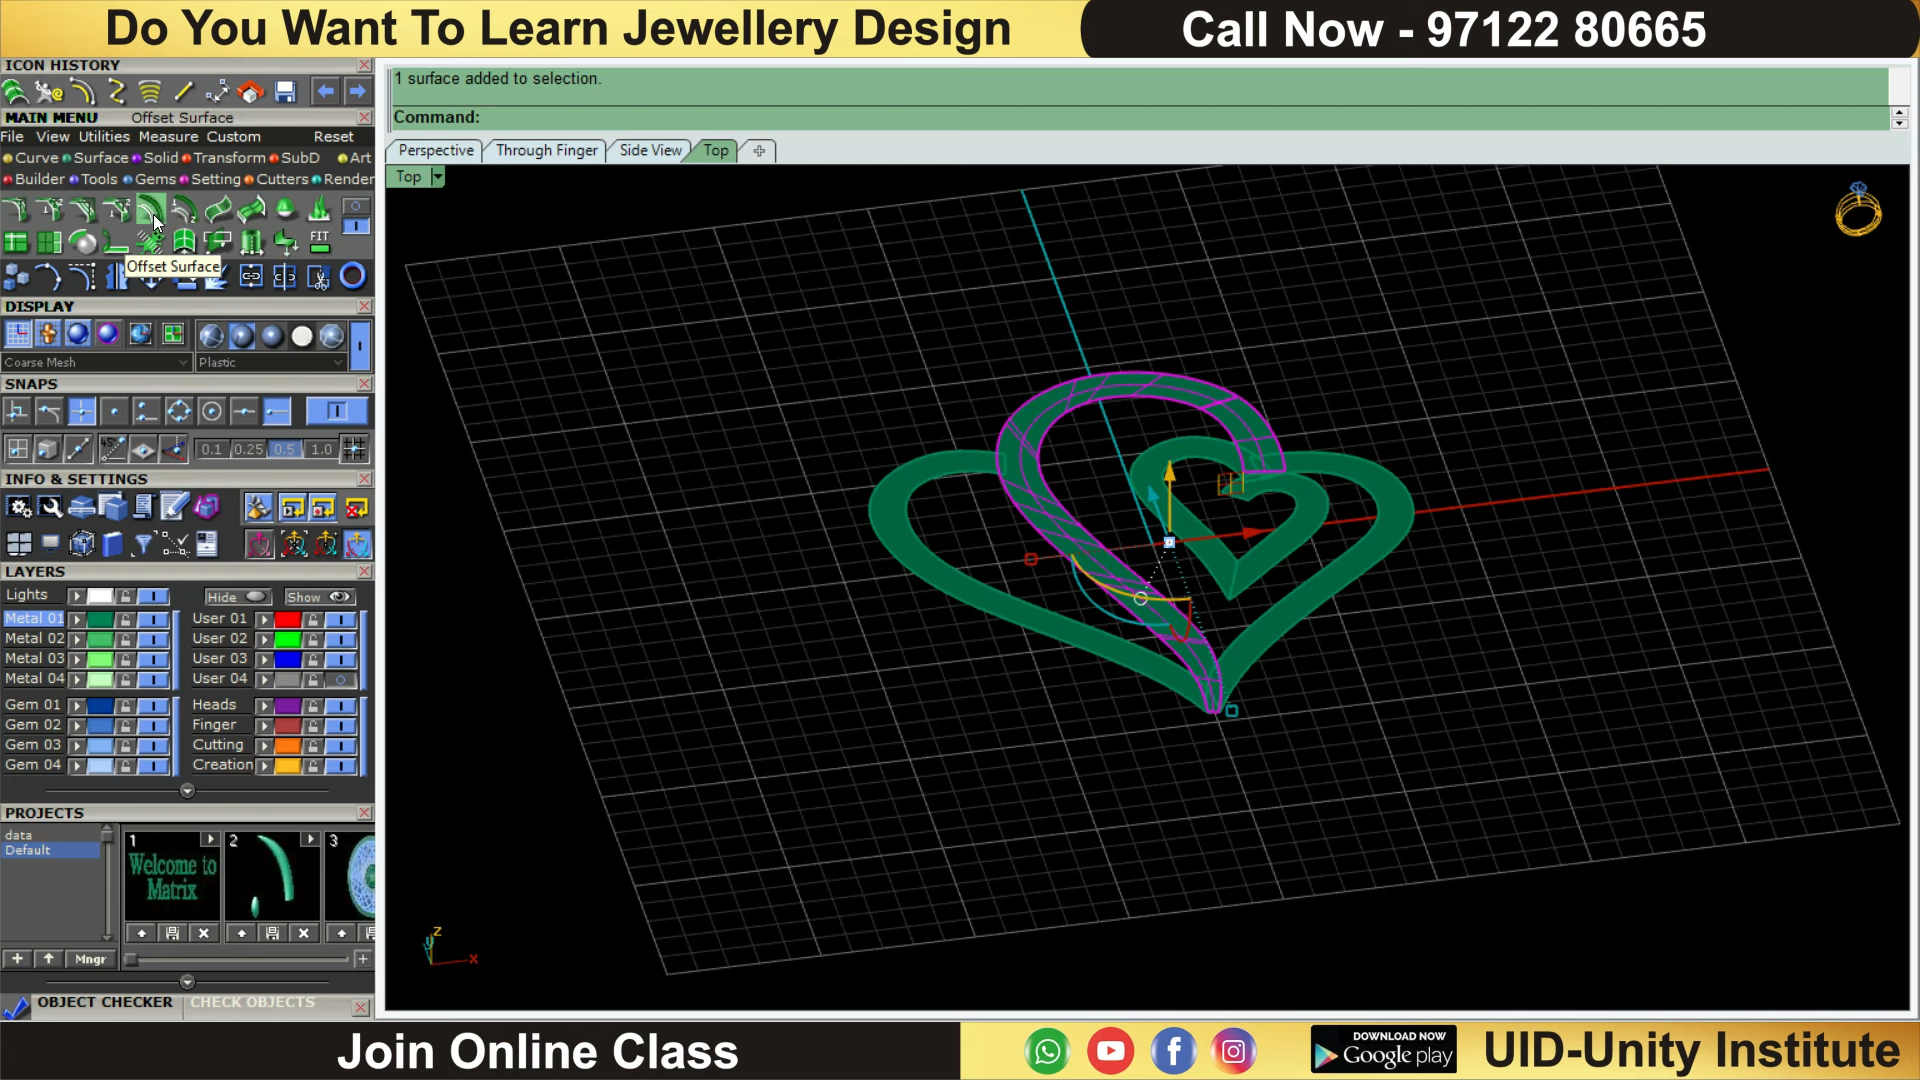 Do You Want To Learn Jewellery Design
Call Now - 97122 80665
ICON HISTORY
MAIN MENU Offset Surface
File View Utilities Measure Custom Reset
Curve Surface Solid Transform SubD Art
Builder Tools Gems Setting Cutters Render
FIT
Offset Surface
DISPLAY
Coarse Mesh Plastic
SNAPS
45°
0.1 0.25 0.5 1.0
INFO & SETTINGS
LAYERS
Lights Hide Show
Metal 01 User 01
Metal 02 User 02
Metal 03 User 03
Metal 04 User 04
Gem 01 Heads
Gem 02 Finger
Gem 03 Cutting
Gem 04 Creation
PROJECTS
data
Default
1 2 3
Welcome to
Matrix
Mngr
OBJECT CHECKER CHECK OBJECTS
1 surface added to selection.
Command:
Perspective Through Finger Side View Top
Top
z
y
x
Join Online Class
DOWNLOAD NOW
Google play
UID-Unity Institute